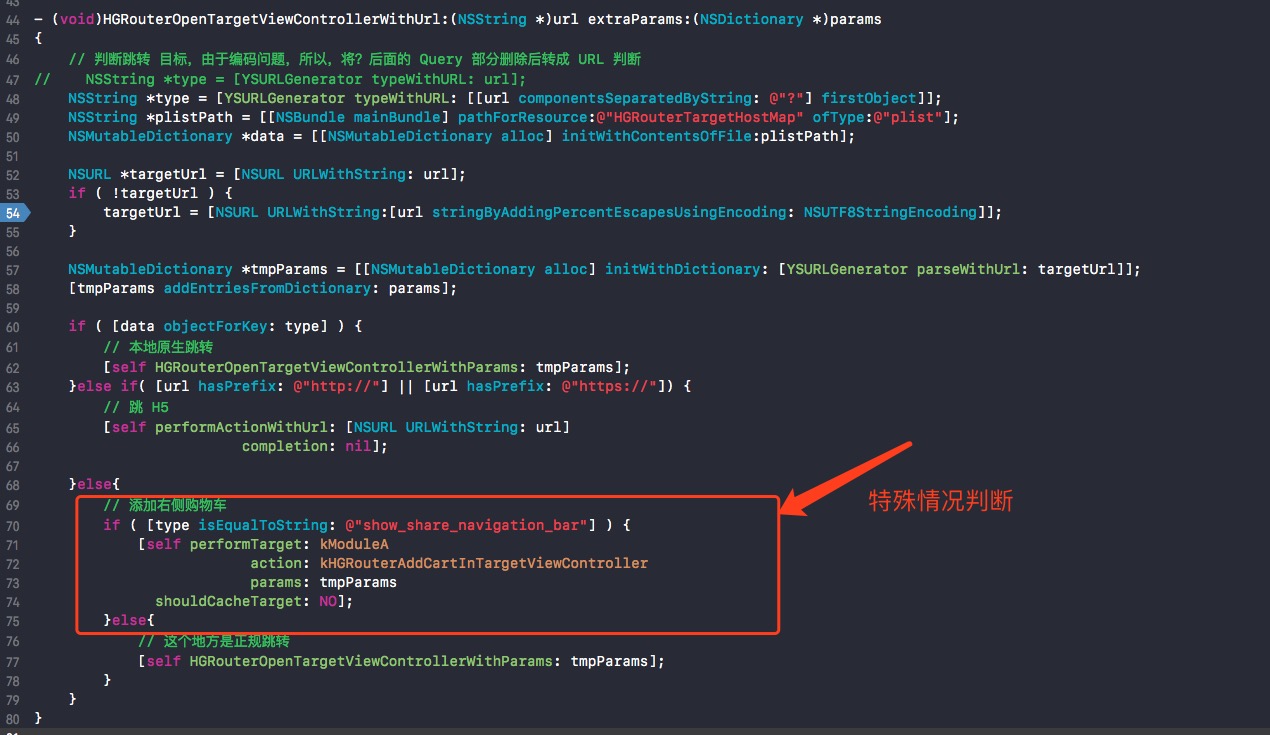 44 - (void)HGRouterOpenTargetViewControllerWithUrl:(NSString *)url extraParams:(NSDictionary *)params
45 {
46     // 判断跳转 目标，由于编码问题，所以，将？后面的 Query 部分删除后转成 URL 判断
47 //    NSString *type = [YSURLGenerator typeWithURL: url];
48     NSString *type = [YSURLGenerator typeWithURL: [[url componentsSeparatedByString: @"?"] firstObject]];
49     NSString *plistPath = [[NSBundle mainBundle] pathForResource:@"HGRouterTargetHostMap" ofType:@"plist"];
50     NSMutableDictionary *data = [[NSMutableDictionary alloc] initWithContentsOfFile:plistPath];
51
52     NSURL *targetUrl = [NSURL URLWithString: url];
53     if ( !targetUrl ) {
54         targetUrl = [NSURL URLWithString:[url stringByAddingPercentEscapesUsingEncoding: NSUTF8StringEncoding]];
55     }
56
57     NSMutableDictionary *tmpParams = [[NSMutableDictionary alloc] initWithDictionary: [YSURLGenerator parseWithUrl: targetUrl]];
58     [tmpParams addEntriesFromDictionary: params];
59
60     if ( [data objectForKey: type] ) {
61         // 本地原生跳转
62         [self HGRouterOpenTargetViewControllerWithParams: tmpParams];
63     }else if( [url hasPrefix: @"http://"] || [url hasPrefix: @"https://"]) {
64         // 跳 H5
65         [self performActionWithUrl: [NSURL URLWithString: url]
66                         completion: nil];
67
68     }else{
69         // 添加右侧购物车
70         if ( [type isEqualToString: @"show_share_navigation_bar"] ) {
71             [self performTarget: kModuleA
72                          action: kHGRouterAddCartInTargetViewController
73                          params: tmpParams
74               shouldCacheTarget: NO];
75         }else{
76             // 这个地方是正规跳转
77             [self HGRouterOpenTargetViewControllerWithParams: tmpParams];
78         }
79     }
80 }
特殊情况判断